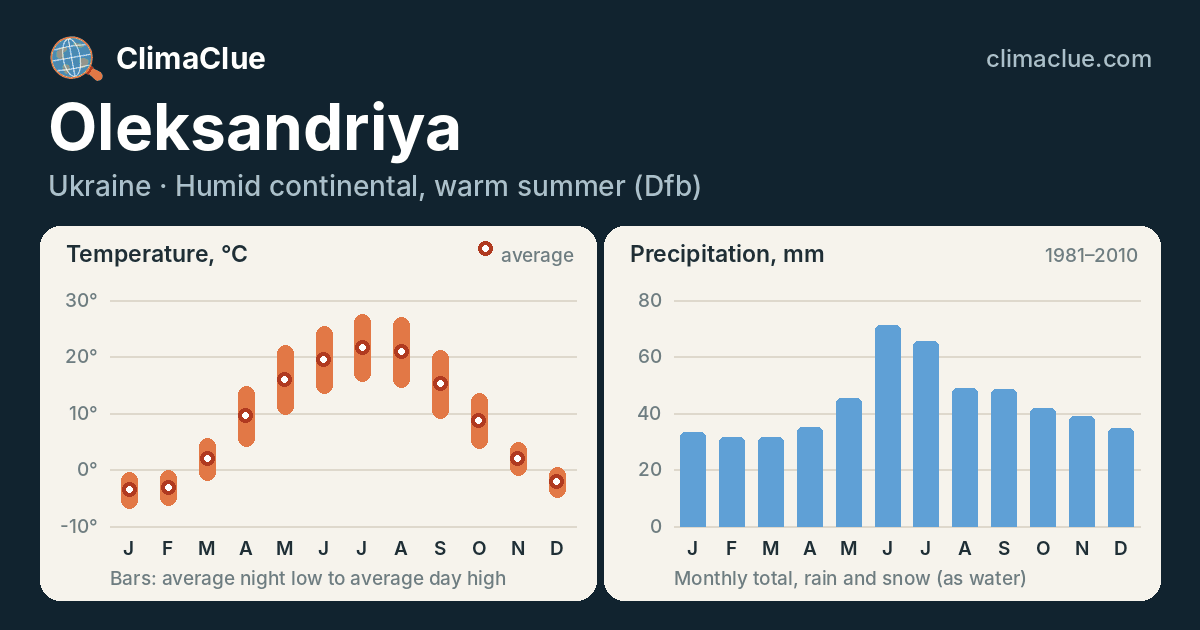 ClimaClue
climaclue.com
Oleksandriya
Ukraine · Humid continental, warm summer (Dfb)
Temperature, °C
average
30°
20°
10°
0°
-10°
J F M A M J J A S O N D
Bars: average night low to average day high
Precipitation, mm
1981–2010
80
60
40
20
0
J F M A M J J A S O N D
Monthly total, rain and snow (as water)